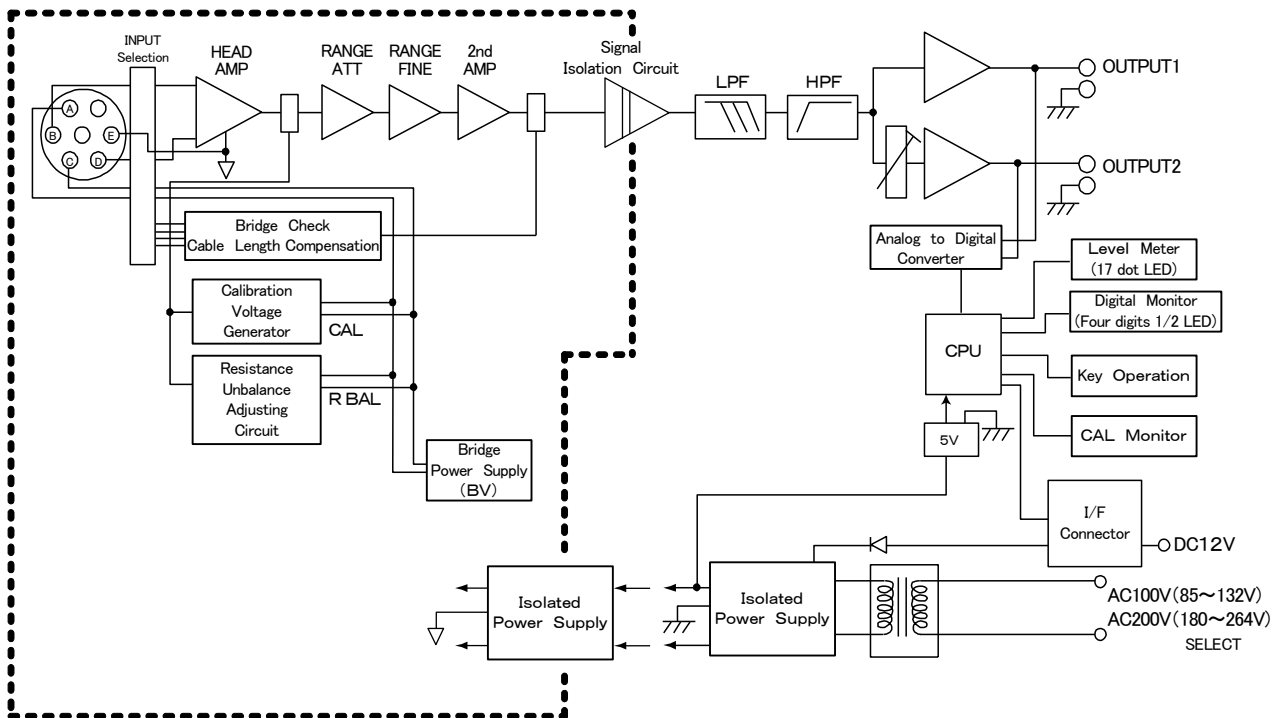 INPUT
Selection
HEAD
AMP
RANGE
ATT
RANGE
FINE
2nd
AMP
Signal
Isolation Circuit
LPF
HPF
OUTPUT1
OUTPUT2
A
B
C
D
E
Bridge Check
Cable Length Compensation
Calibration
Voltage
Generator
CAL
Resistance
Unbalance
Adjusting
Circuit
R BAL
Bridge
Power Supply
(BV)
Analog to Digital
Converter
Level Meter
(17 dot LED)
Digital Monitor
(Four digits 1/2 LED)
CPU
Key Operation
CAL Monitor
5V
I/F
Connector
DC12V
Isolated
Power Supply
Isolated
Power Supply
AC100V(85～132V)
AC200V(180～264V)
SELECT